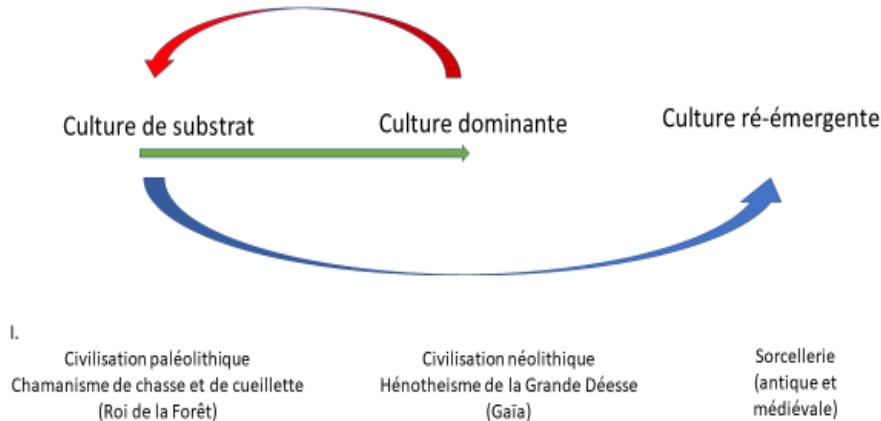 Culture de substrat
Culture dominante
Culture ré-émergente
I.
Civilisation paléolithique
Chamanisme de chasse et de cueillette
(Roi de la Forêt)
Civilisation néolithique
Hénotheisme de la Grande Déesse
(Gaïa)
Sorcellerie
(antique et
médiévale)